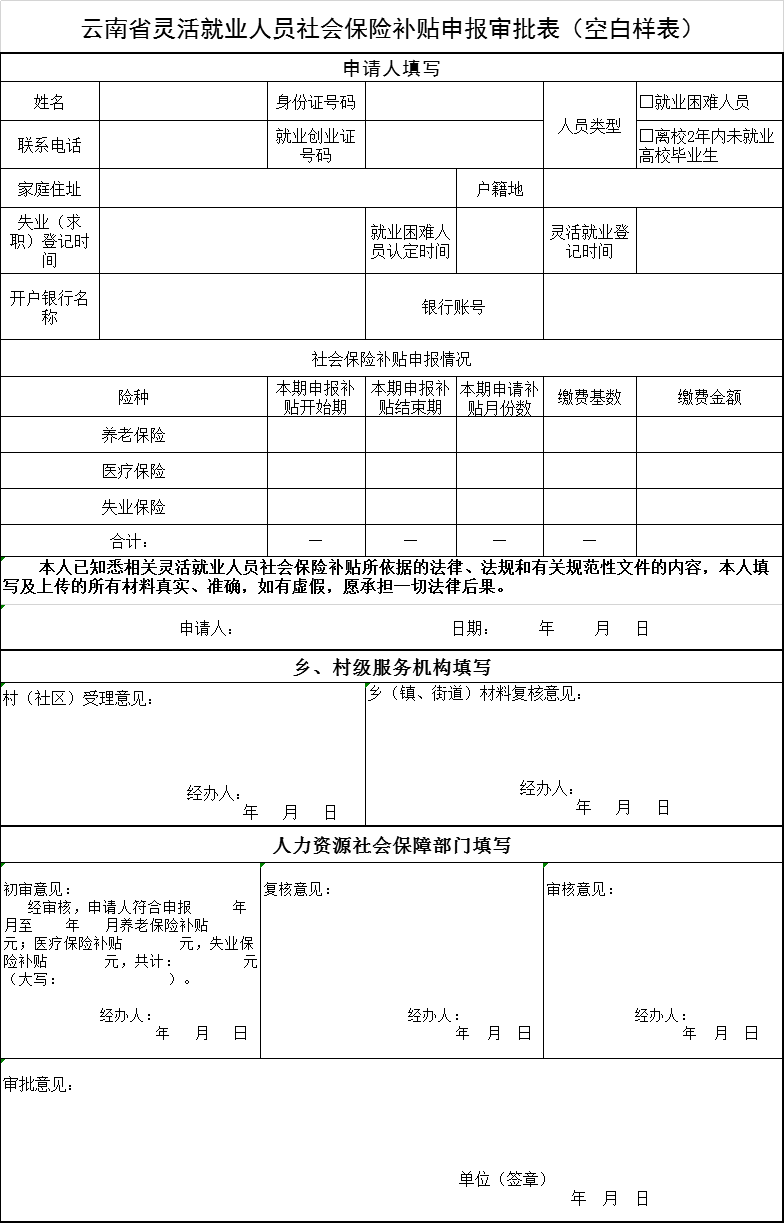 云南省灵活就业人员社会保险补贴申报审批表（空白样表）
申请人填写
姓名 身份证号码 人员类型 □就业困难人员
联系电话 就业创业证
号码 □离校2年内未就业
高校毕业生
家庭住址 户籍地
失业（求
职）登记时
间 就业困难人
员认定时间 灵活就业登
记时间
开户银行名
称 银行账号
社会保险补贴申报情况
险种 本期申报补
贴开始期 本期申报补
贴结束期 本期申请补
贴月份数 缴费基数 缴费金额
养老保险
医疗保险
失业保险
合计： — — — —
本人已知悉相关灵活就业人员社会保险补贴所依据的法律、法规和有关规范性文件的内容，本人填
写及上传的所有材料真实、准确，如有虚假，愿承担一切法律后果。
申请人： 日期： 年 月 日
乡、村级服务机构填写
村（社区）受理意见：
经办人：
年 月 日
乡（镇、街道）材料复核意见：
经办人：
年 月 日
人力资源社会保障部门填写
初审意见：
经审核，申请人符合申报 年
月至 年 月养老保险补贴
元；医疗保险补贴 元，失业保
险补贴 元，共计： 元
（大写： ）。
经办人：
年 月 日
复核意见：
经办人：
年 月 日
审核意见：
经办人：
年 月 日
审批意见：
单位（签章）
年 月 日